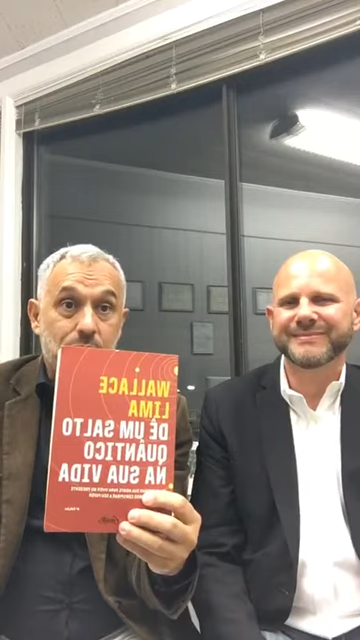 WALLACE
LIMA
DÊ UM SALTO
QUÂNTICO
NA SUA VIDA